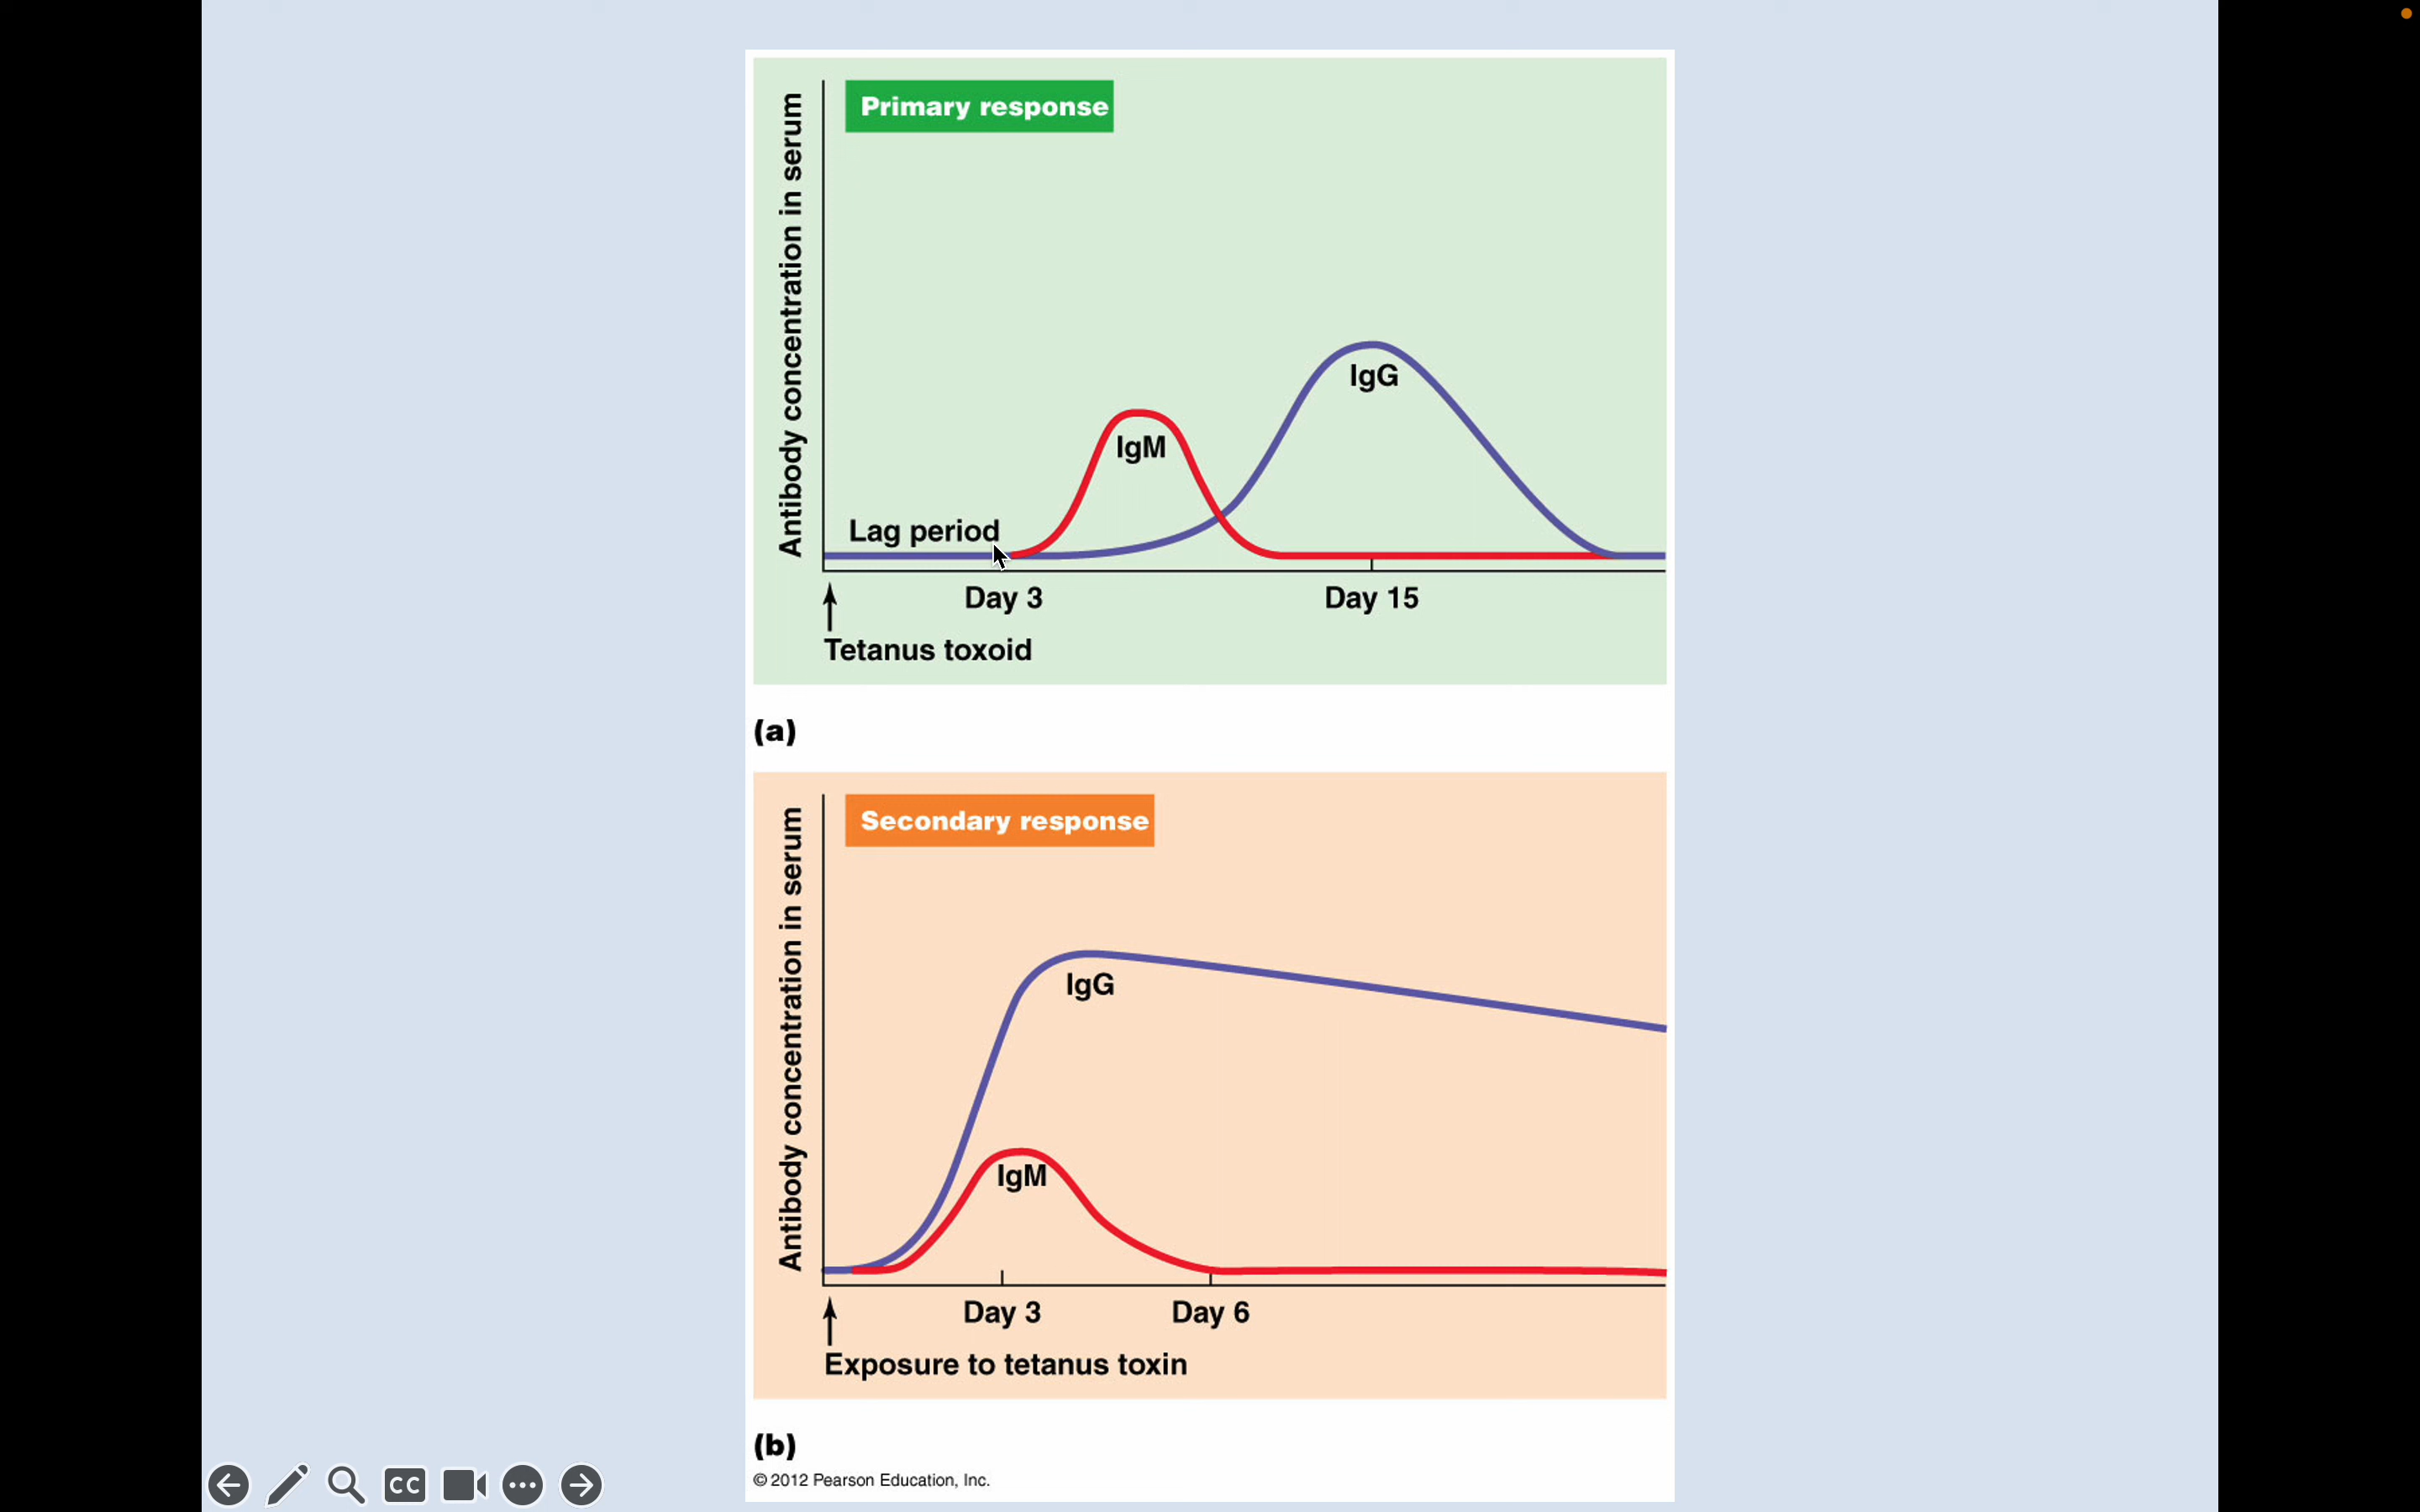 Primary response
Antibody concentration in serum
IgG
IgM
Lag period
Day 3
Day 15
Tetanus toxoid
(a)
Secondary response
Antibody concentration in serum
IgG
IgM
Day 3
Day 6
Exposure to tetanus toxin
(b)
© 2012 Pearson Education, Inc.
CC